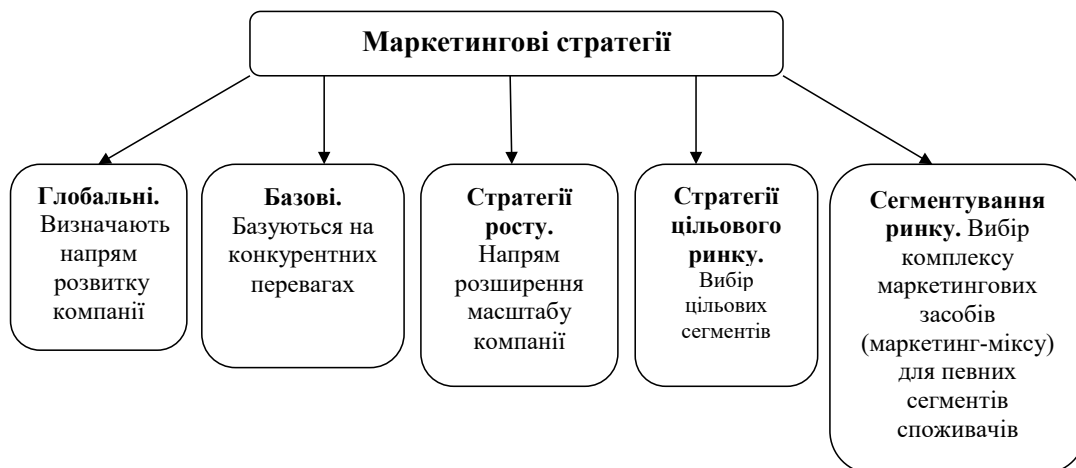 Маркетингові стратегії
Глобальні.
Визначають
напрям
розвитку
компанії
Базові.
Базуються на
конкурентних
перевагах
Стратегії
росту.
Напрям
розширення
масштабу
компанії
Стратегії
цільового
ринку.
Вибір
цільових
сегментів
Сегментування
ринку. Вибір
комплексу
маркетингових
засобів
(маркетинг-міксу)
для певних
сегментів
споживачів